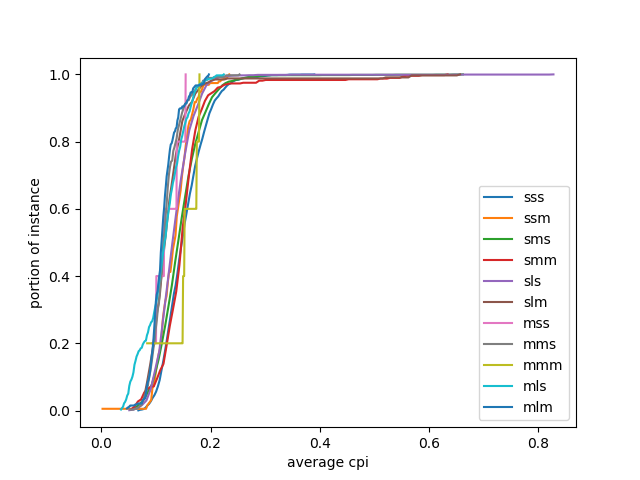 1.0
0.8
0.6
0.4
0.2
0.0
portion of instance
sss
ssm
sms
smm
sls
slm
mss
mms
mmm
mls
mlm
0.0 0.2 0.4 0.6 0.8
average cpi